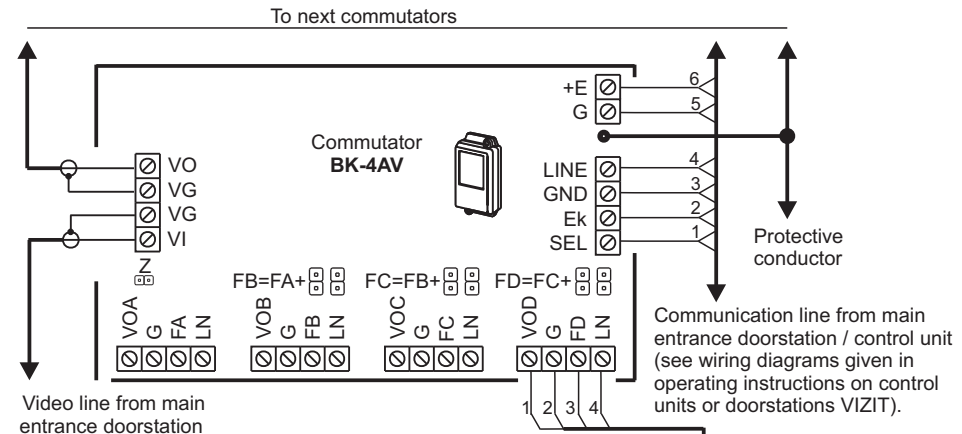 To next commutators
+E
G
6
5
Commutator
BK-4AV
VO
VG
VG
VI
Z
LINE
GND
Ek
SEL
4
3
2
1
Protective
conductor
FB=FA+
FC=FB+
FD=FC+
VOA
G
FA
LN
VOB
G
FB
LN
VOC
G
FC
LN
VOD
G
FD
LN
Communication line from main
entrance doorstation / control unit
(see wiring diagrams given in
operating instructions on control
units or doorstations VIZIT).
Video line from main
entrance doorstation
1
2
3
4